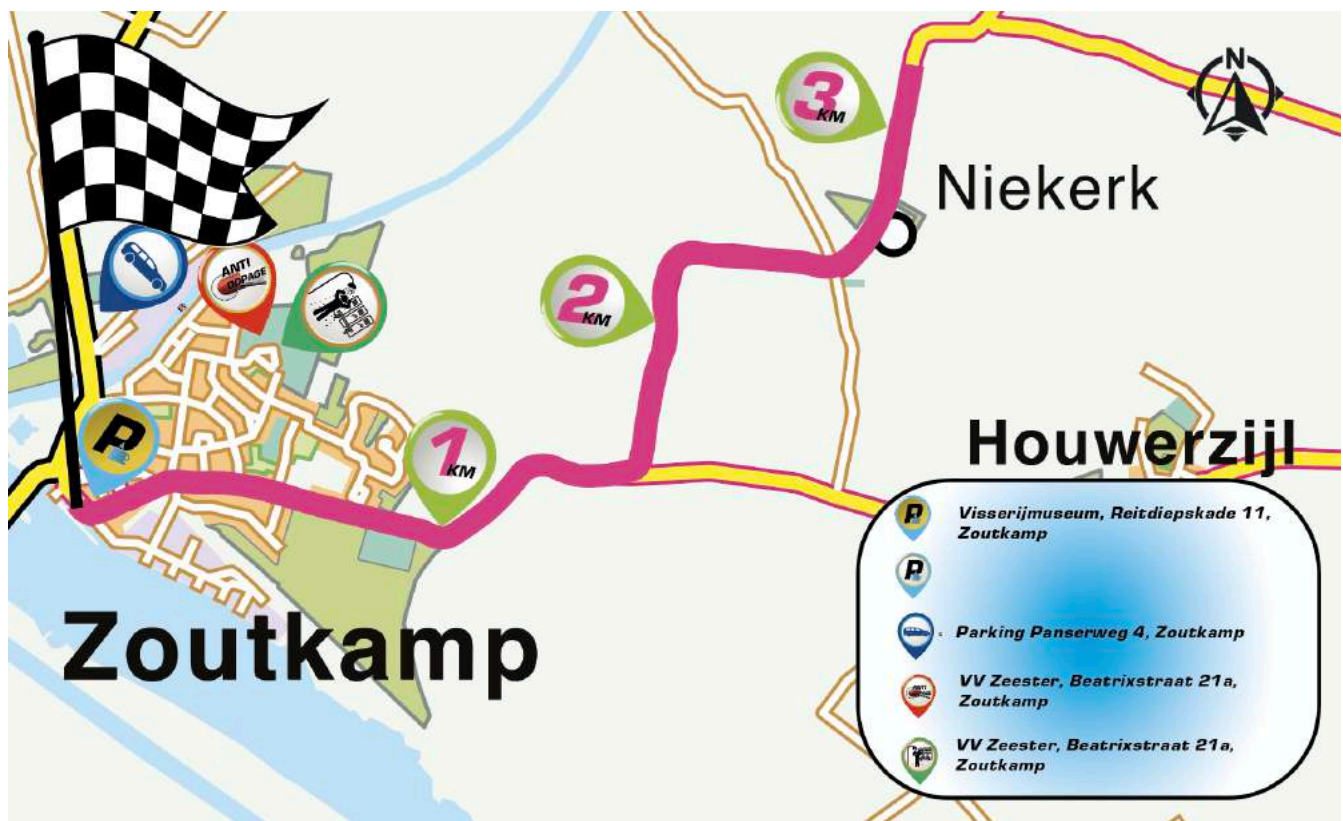 3
KM
N
Niekerk
ANTI
DOPAGE
2
KM
P
1
KM
Houwerzijl
Zoutkamp
P
Visserijmuseum, Reitdiepskade 11,
Zoutkamp
P
Parking Panserweg 4, Zoutkamp
ANTI
VV Zeester, Beatrixstraat 21a,
Zoutkamp
VV Zeester, Beatrixstraat 21a,
Zoutkamp